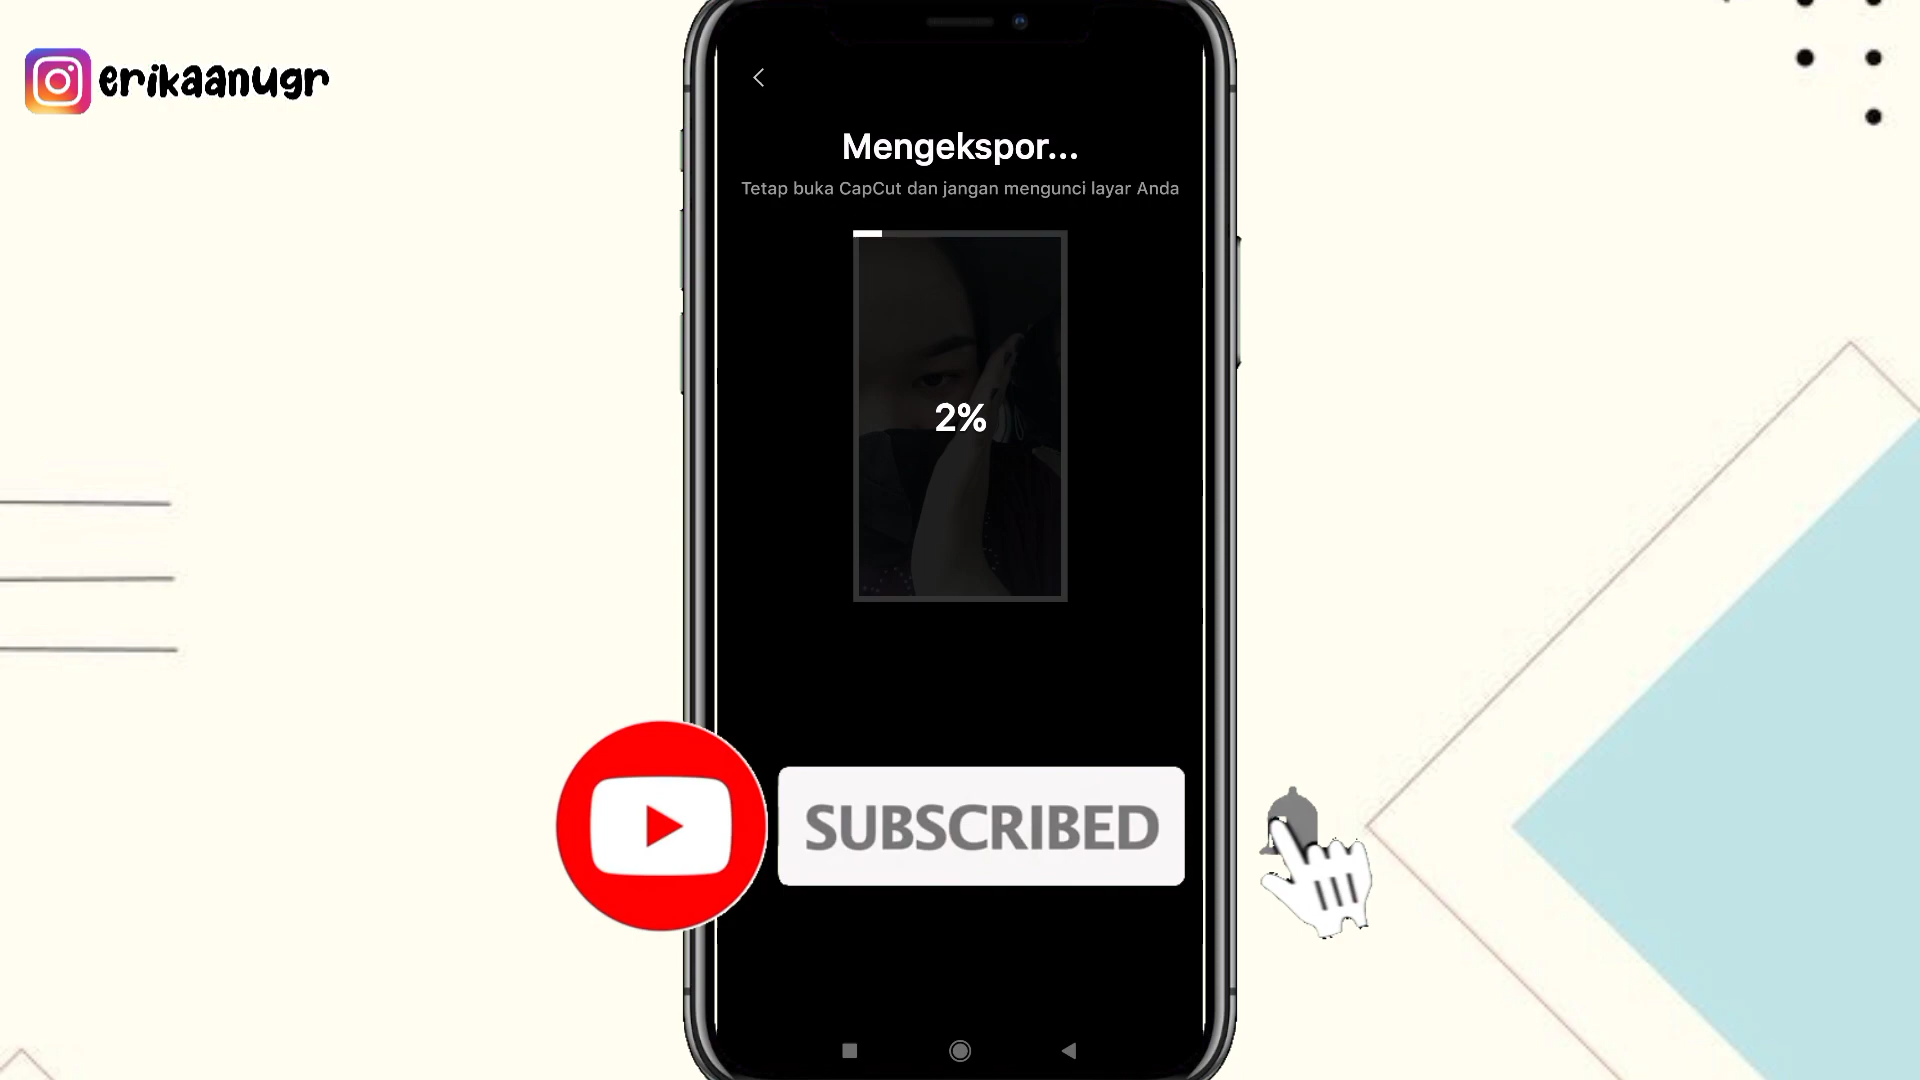 erikaanugr
Mengekspor...
Tetap buka CapCut dan jangan mengunci layar Anda
2%
SUBSCRIBED